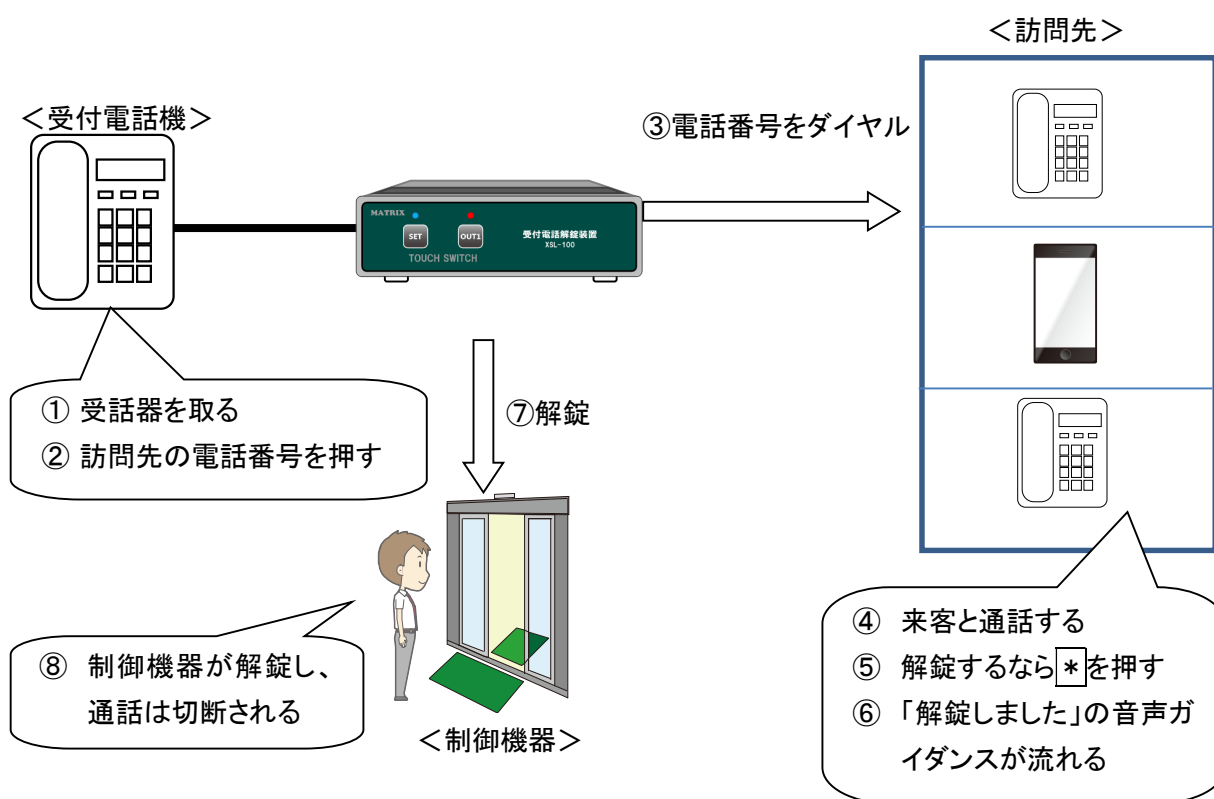 ＜訪問先＞
＜受付電話機＞
③電話番号をダイヤル
MATRIX
SET
OUT1
TOUCH SWITCH
受付電話解錠装置
XSL-100
① 受話器を取る
② 訪問先の電話番号を押す
⑦解錠
④ 来客と通話する
⑤ 解錠するなら*を押す
⑥ 「解錠しました」の音声ガ
イダンスが流れる
⑧ 制御機器が解錠し、
通話は切断される
＜制御機器＞